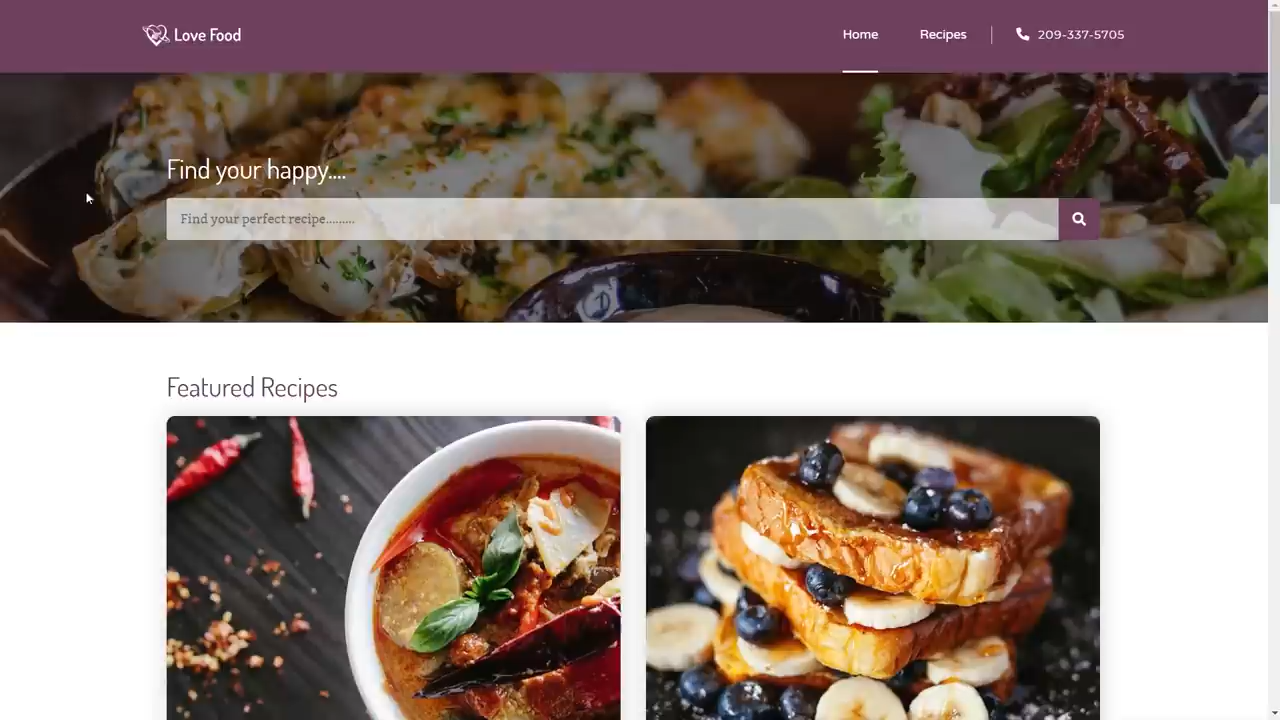 Love Food
Home
Recipes
209-337-5705
Find your happy....
Find your perfect recipe.........
Featured Recipes